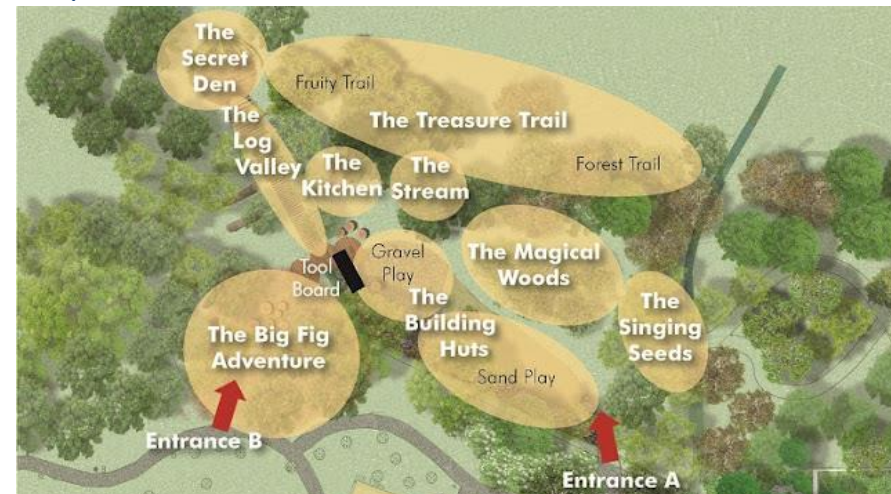 The
Secret
Den
Fruity Trail
The Treasure Trail
Forest Trail
The
Log
Valley
The
Kitchen
The
Stream
Gravel
Play
The Magical
Woods
Tool
Board
The
Building
Huts
The
Singing
Seeds
The Big Fig
Adventure
Sand Play
Entrance B
Entrance A